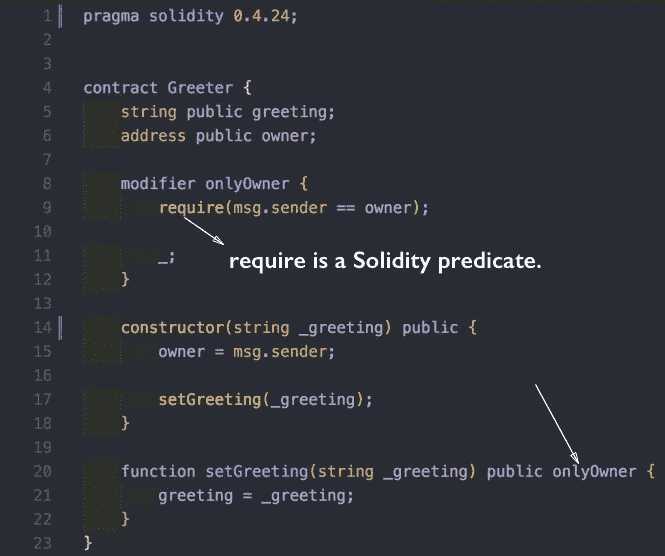 1 pragma solidity 0.4.24;
2
3
4 contract Greeter {
5 string public greeting;
6 address public owner;
7
8 modifier onlyOwner {
9 require(msg.sender == owner);
10
11 _;
require is a Solidity predicate.
12 }
13
14 constructor(string _greeting) public {
15 owner = msg.sender;
16
17 setGreeting(_greeting);
18 }
19
20 function setGreeting(string _greeting) public onlyOwner {
21 greeting = _greeting;
22 }
23 }